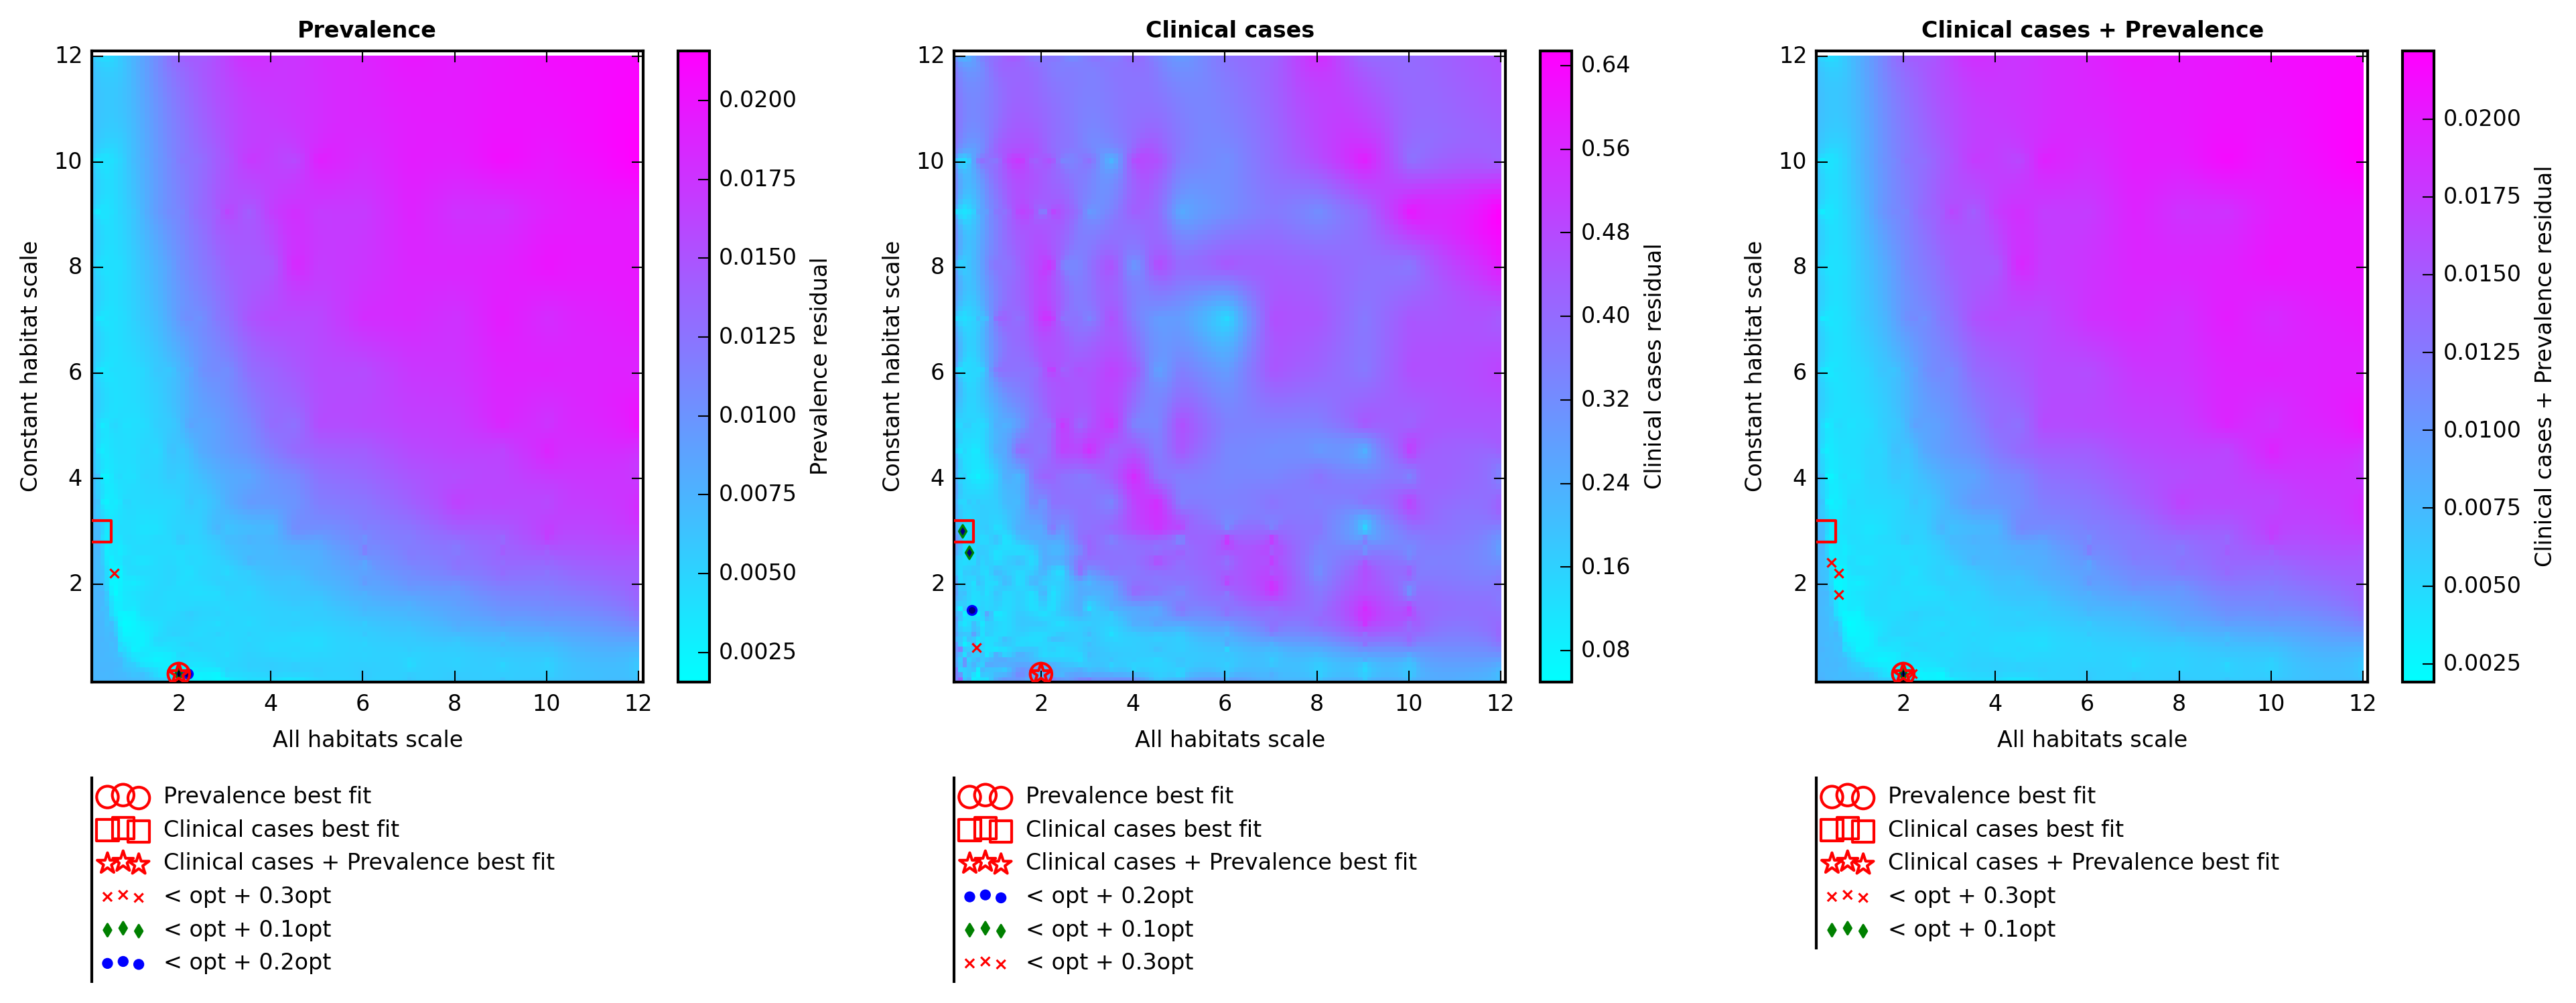 Prevalence
12
10
8
6
4
2
2 4 6 8 10 12
Constant habitat scale
All habitats scale
0.0200
0.0175
0.0150
0.0125
0.0100
0.0075
0.0050
0.0025
Prevalence residual
Prevalence best fit
Clinical cases best fit
Clinical cases + Prevalence best fit
< opt + 0.3opt
< opt + 0.1opt
< opt + 0.2opt
Clinical cases
12
10
8
6
4
2
2 4 6 8 10 12
Constant habitat scale
All habitats scale
0.64
0.56
0.48
0.40
0.32
0.24
0.16
0.08
Clinical cases residual
Prevalence best fit
Clinical cases best fit
Clinical cases + Prevalence best fit
< opt + 0.2opt
< opt + 0.1opt
< opt + 0.3opt
Clinical cases + Prevalence
12
10
8
6
4
2
2 4 6 8 10 12
Constant habitat scale
All habitats scale
0.0200
0.0175
0.0150
0.0125
0.0100
0.0075
0.0050
0.0025
Clinical cases + Prevalence residual
Prevalence best fit
Clinical cases best fit
Clinical cases + Prevalence best fit
< opt + 0.3opt
< opt + 0.1opt